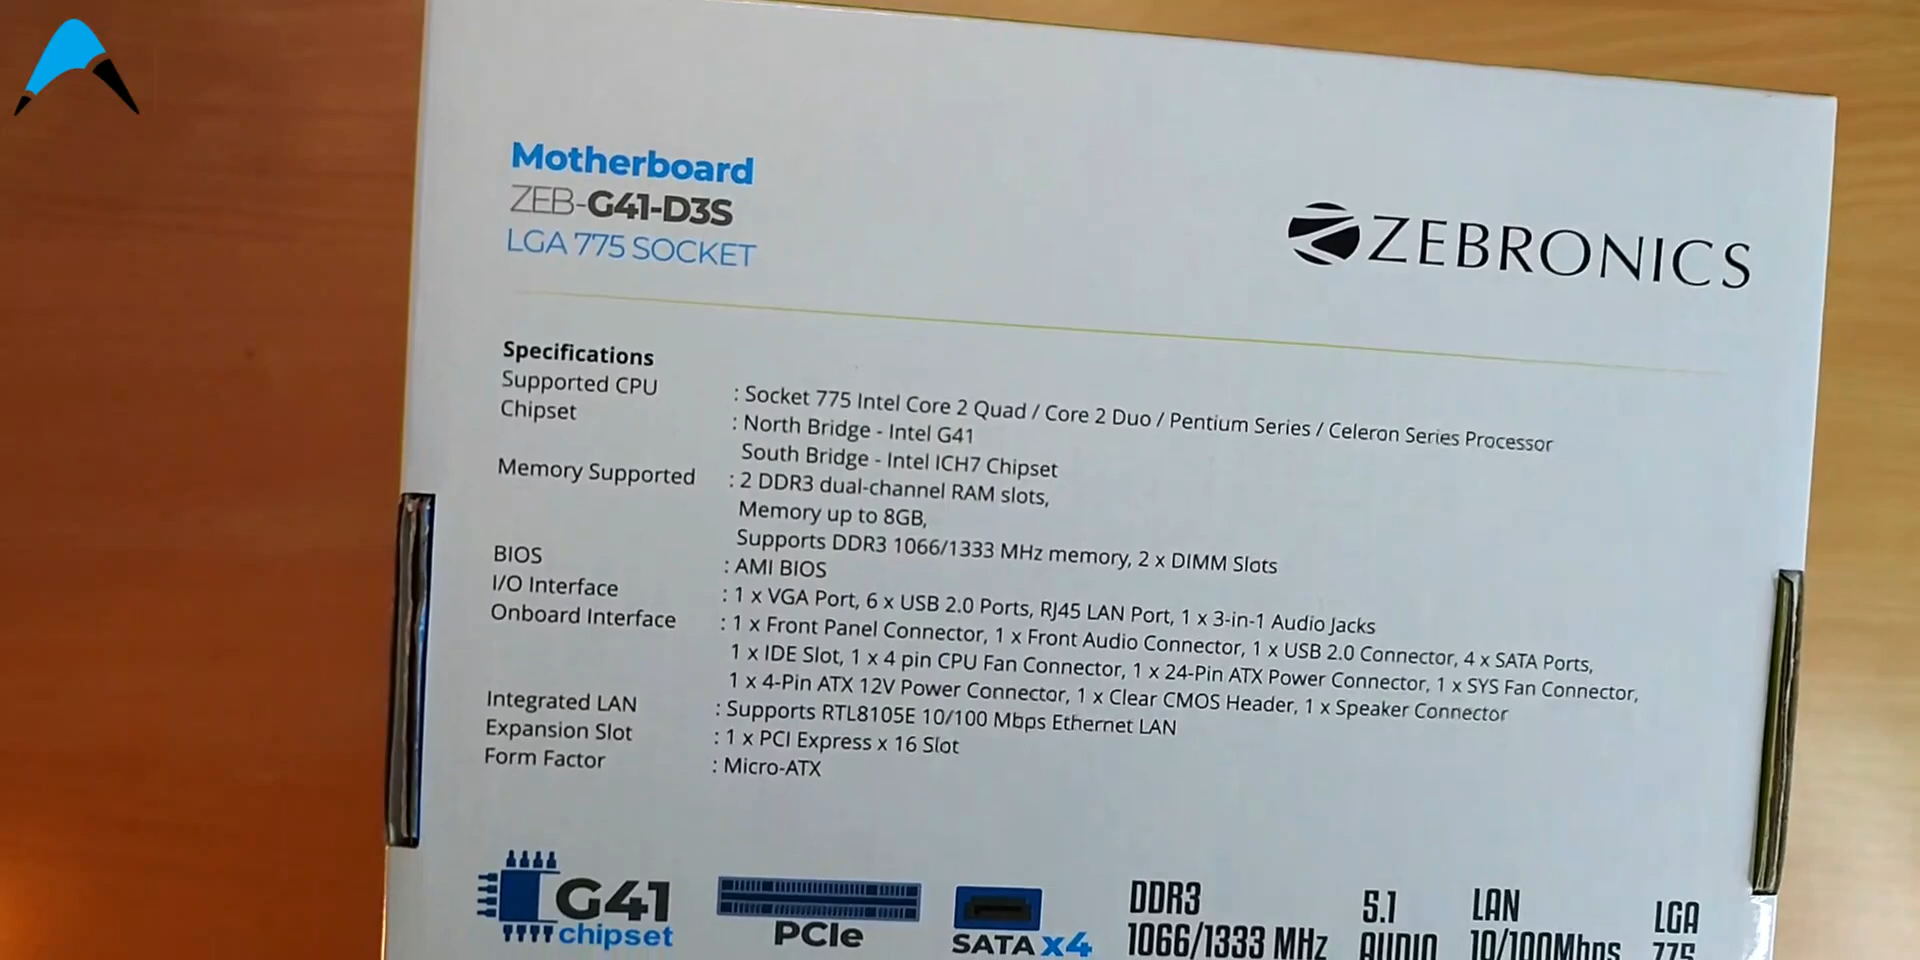 Motherboard
ZEB-G41-D3S
LGA 775 SOCKET
ZEBRONICS
Specifications
Supported CPU : Socket 775 Intel Core 2 Quad / Core 2 Duo / Pentium Series / Celeron Series Processor
Chipset : North Bridge - Intel G41
South Bridge - Intel ICH7 Chipset
Memory Supported : 2 DDR3 dual-channel RAM slots,
Memory up to 8GB,
Supports DDR3 1066/1333 MHz memory, 2 x DIMM Slots
BIOS : AMI BIOS
I/O Interface : 1 x VGA Port, 6 x USB 2.0 Ports, RJ45 LAN Port, 1 x 3-in-1 Audio Jacks
Onboard Interface : 1 x Front Panel Connector, 1 x Front Audio Connector, 1 x USB 2.0 Connector, 4 x SATA Ports,
1 x IDE Slot, 1 x 4 pin CPU Fan Connector, 1 x 24-Pin ATX Power Connector, 1 x SYS Fan Connector,
1 x 4-Pin ATX 12V Power Connector, 1 x Clear CMOS Header, 1 x Speaker Connector
Integrated LAN : Supports RTL8105E 10/100 Mbps Ethernet LAN
Expansion Slot : 1 x PCI Express x 16 Slot
Form Factor : Micro-ATX
G41
chipset
PCIe
SATA x4
DDR3
1066/1333 MHz
5.1
AUDIO
LAN
10/100Mbps
LGA
775